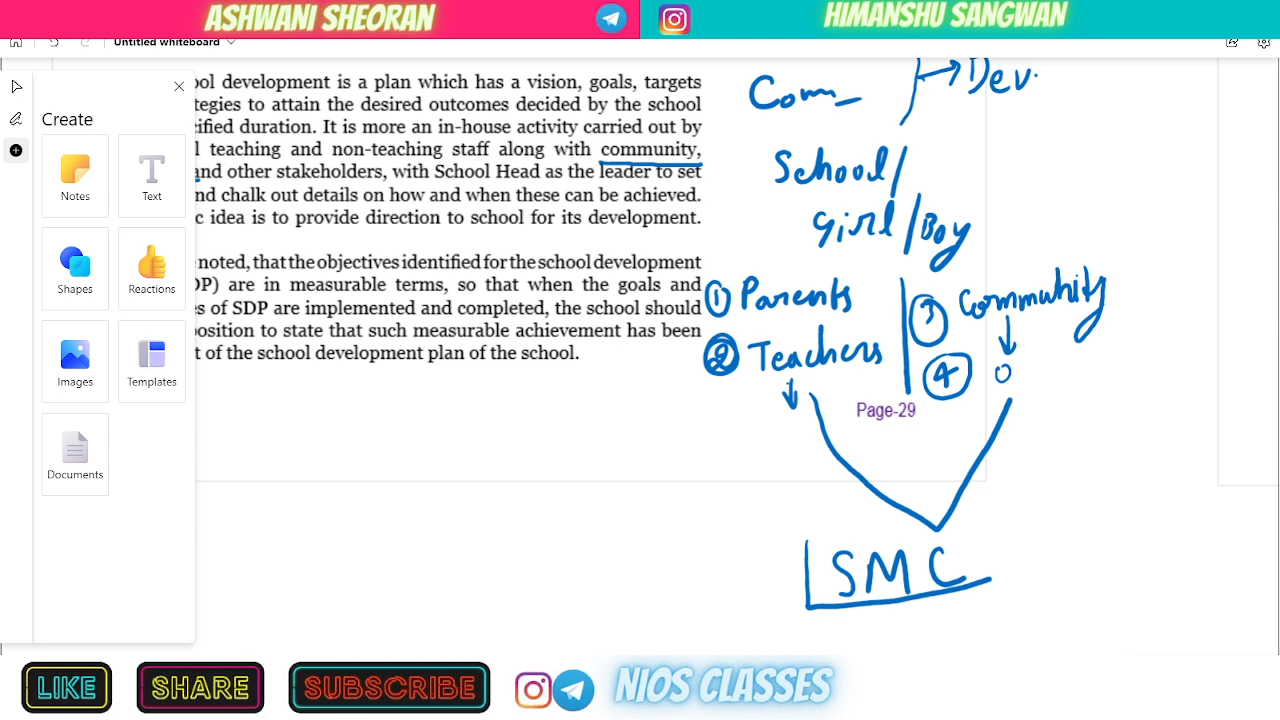 ASHWANI SHEORAN
HIMANSHU SANGWAN
Untitled whiteboard
Create
Notes
Text
Shapes
Reactions
Images
Templates
Documents
ol development is a plan which has a vision, goals, targets
tegies to attain the desired outcomes decided by the school
cified duration. It is more an in-house activity carried out by
l teaching and non-teaching staff along with community,
and other stakeholders, with School Head as the leader to set
nd chalk out details on how and when these can be achieved.
c idea is to provide direction to school for its development.
noted, that the objectives identified for the school development
DP) are in measurable terms, so that when the goals and
es of SDP are implemented and completed, the school should
position to state that such measurable achievement has been
t of the school development plan of the school.
Com
Dev.
School/
girl/Boy
① Parents
② Teachers
③ Community
④
Page-29
SMC
LIKE
SHARE
SUBSCRIBE
NIOS CLASSES